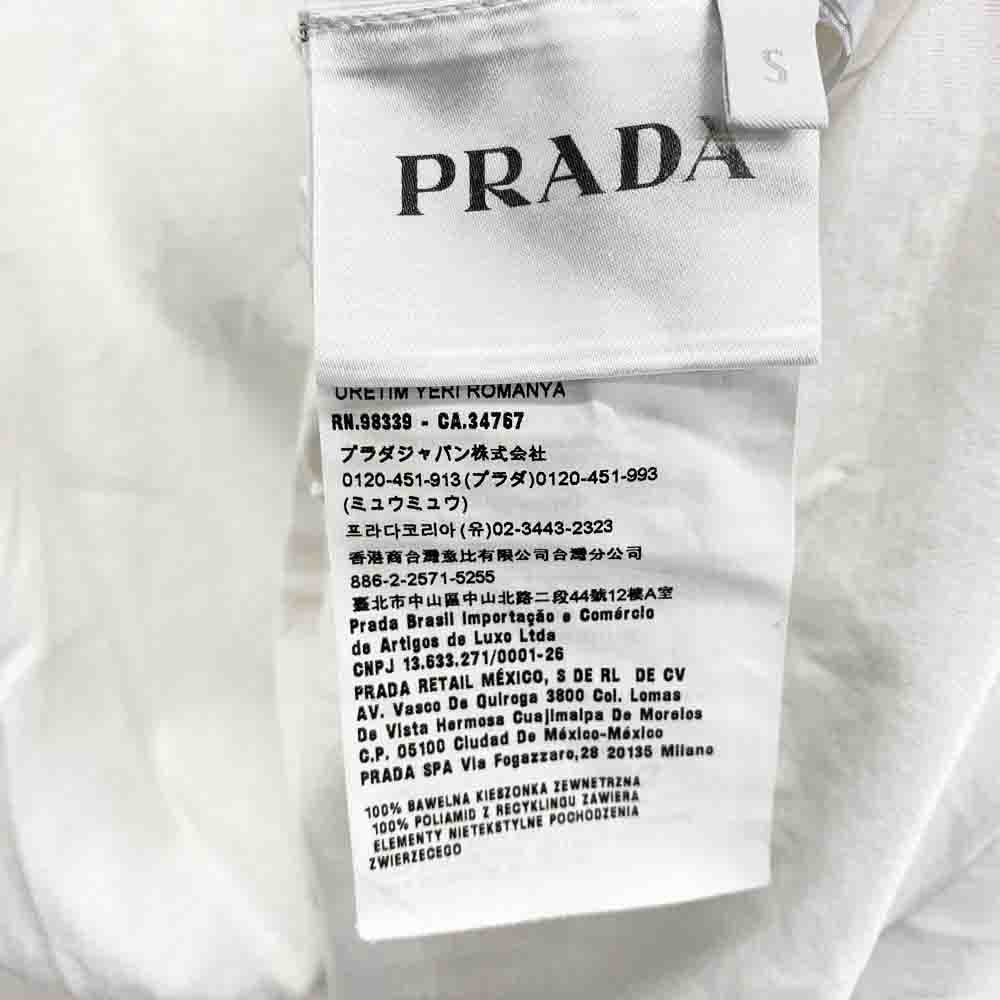 S
PRADA
ÜRETİM YERİ ROMANYA
RN.98339 - CA.34767
プラダジャパン株式会社
0120-451-913(プラダ)0120-451-993
(ミュウミュウ)
프라다코리아(유)02-3443-2323
香港商台灣壹比有限公司台灣分公司
886-2-2571-5255
臺北市中山區中山北路二段44號12樓A室
Prada Brasil Importação e Comércio
de Artigos de Luxo Ltda
CNPJ 13.633.271/0001-26
PRADA RETAIL MÉXICO, S DE RL DE CV
AV. Vasco De Quiroga 3800 Col. Lomas
De Vista Hermosa Cuajimalpa De Morelos
C.P. 05100 Ciudad De México-México
PRADA SPA Via Fogazzaro,28 20135 Milano
100% BAWELNA KIESZONKA ZEWNETRZNA
100% POLIAMID Z RECYKLINGU ZAWIERA
ELEMENTY NIETEKSTYLNE POCHODZENIA
ZWIERZECEGO